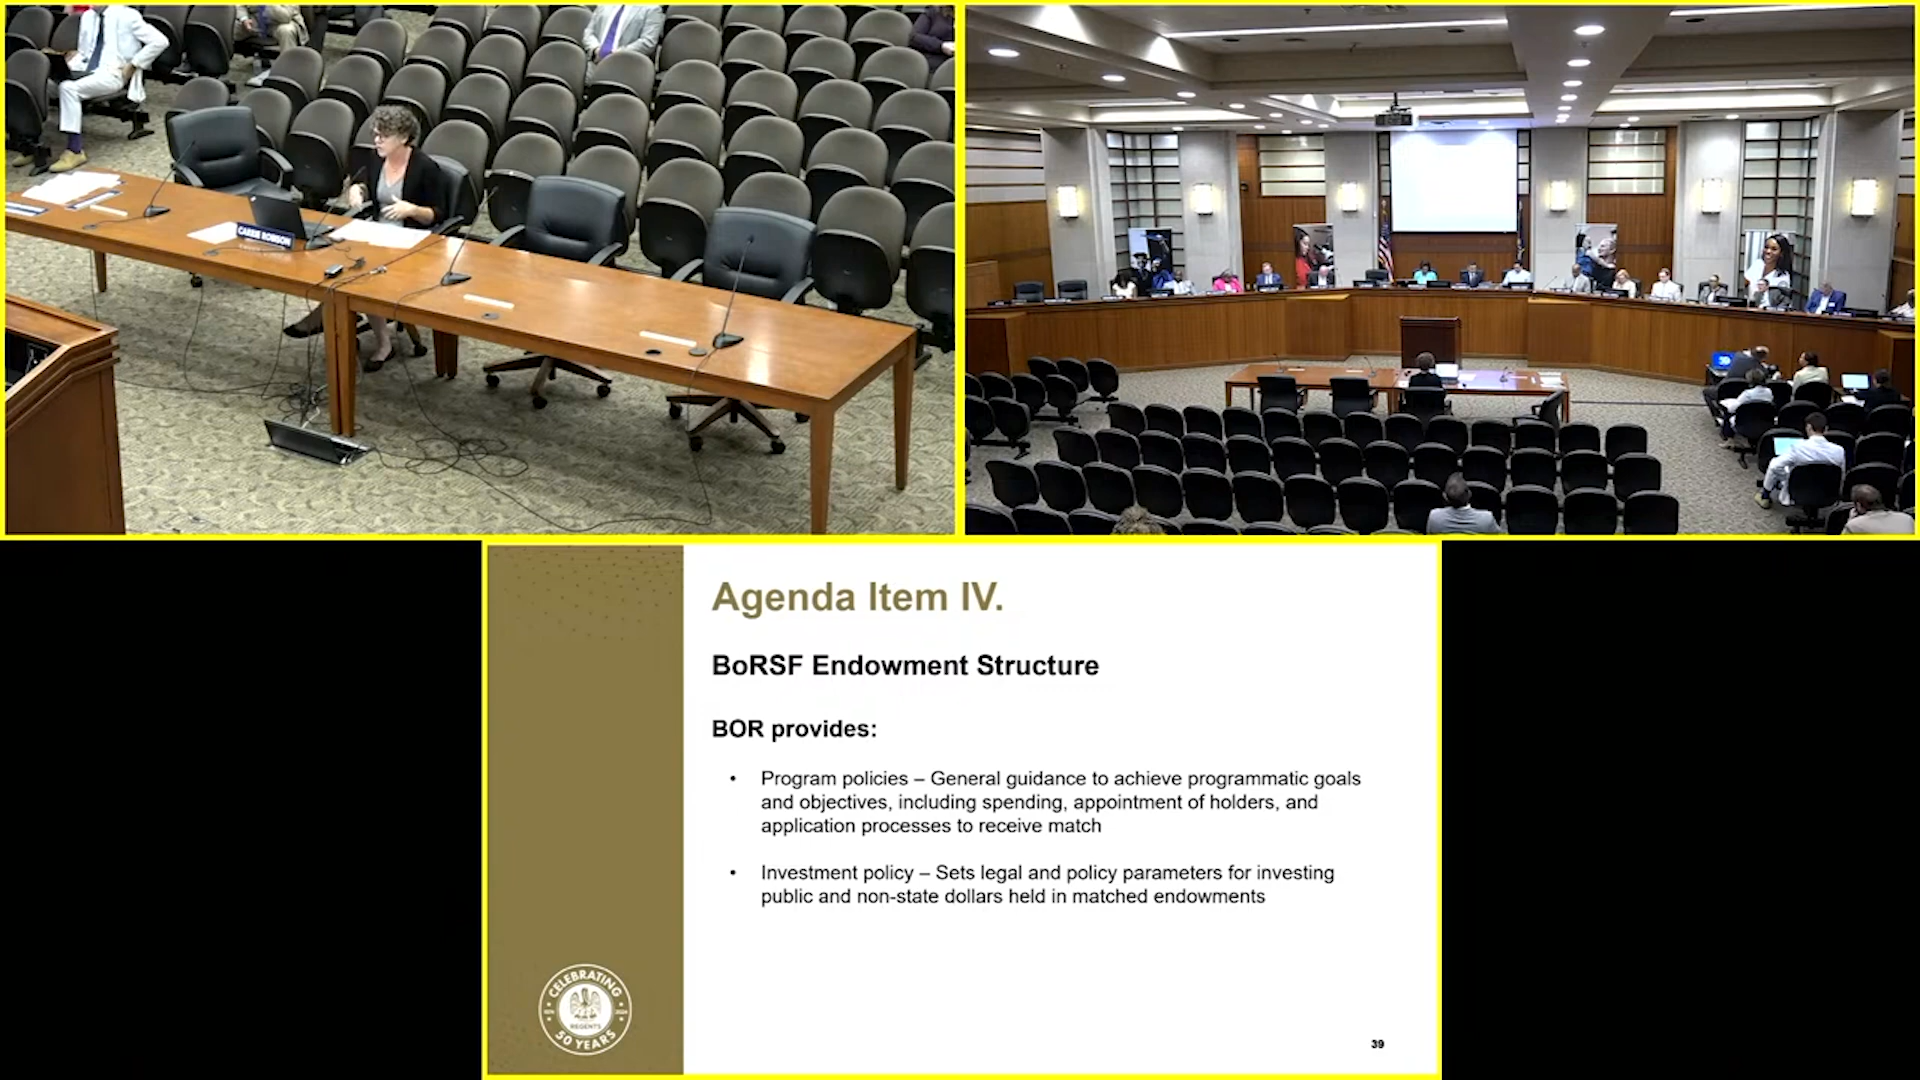 CARRIE ROBISON
Agenda Item IV.
BoRSF Endowment Structure
BOR provides:
• Program policies – General guidance to achieve programmatic goals
and objectives, including spending, appointment of holders, and
application processes to receive match
• Investment policy – Sets legal and policy parameters for investing
public and non-state dollars held in matched endowments
CELEBRATING
REGENTS
50 YEARS
39